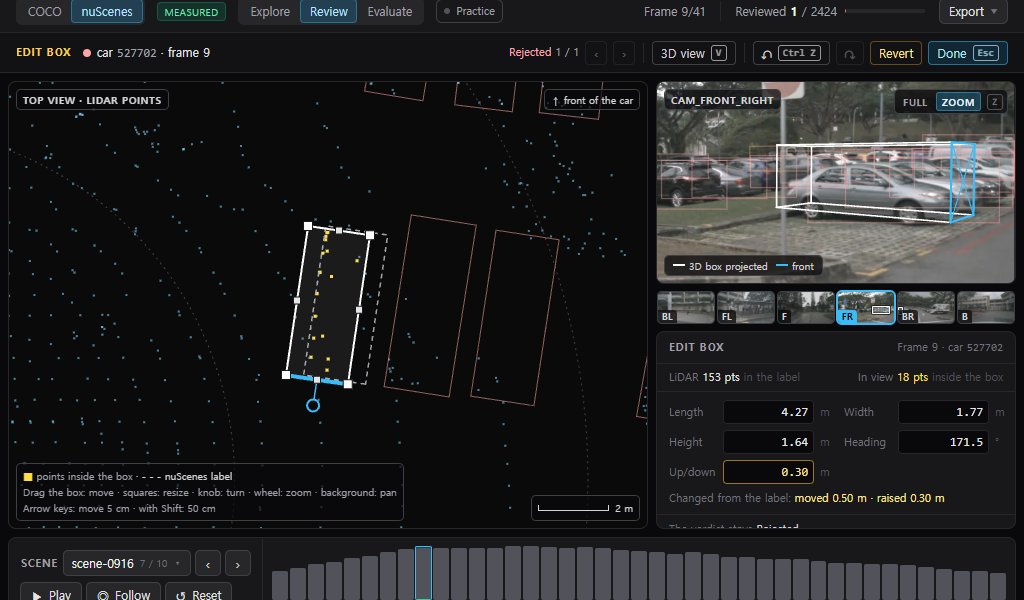 COCO nuScenes MEASURED Explore Review Evaluate Practice Frame 9/41 Reviewed 1 / 2424 Export
EDIT BOX car 527702 · frame 9 Rejected 1 / 1 ‹ › 3D view V Ctrl Z Revert Done Esc
TOP VIEW · LIDAR POINTS
↑ front of the car
points inside the box · - - - nuScenes label
Drag the box: move · squares: resize · knob: turn · wheel: zoom · background: pan
Arrow keys: move 5 cm · with Shift: 50 cm
2 m
CAM_FRONT_RIGHT FULL ZOOM Z
3D box projected front
BL FL F FR BR B
EDIT BOX Frame 9 · car 527702
LiDAR 153 pts in the label In view 18 pts inside the box
Length 4.27 m Width 1.77 m
Height 1.64 m Heading 171.5 °
Up/down 0.30 m
Changed from the label: moved 0.50 m · raised 0.30 m
SCENE scene-0916 7 / 10 ‹ ›
Play Follow Reset